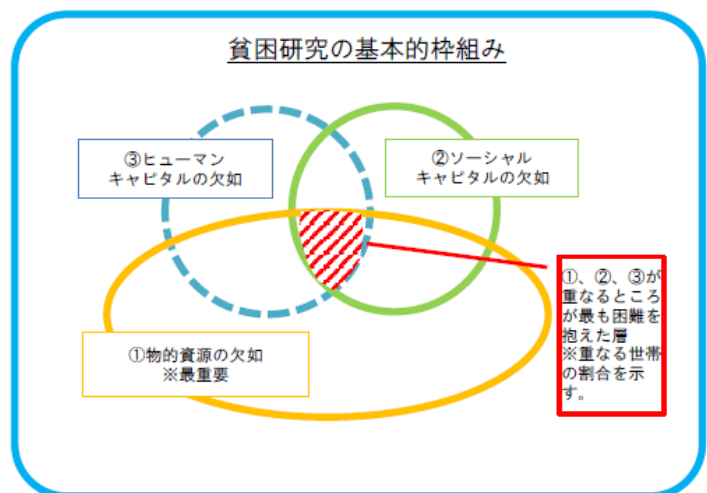 貧困研究の基本的枠組み
③ヒューマン
キャピタルの欠如
②ソーシャル
キャピタルの欠如
①、②、③が
重なるところ
が最も困難を
抱えた層
※重なる世帯
の割合を示
す。
①物的資源の欠如
※最重要